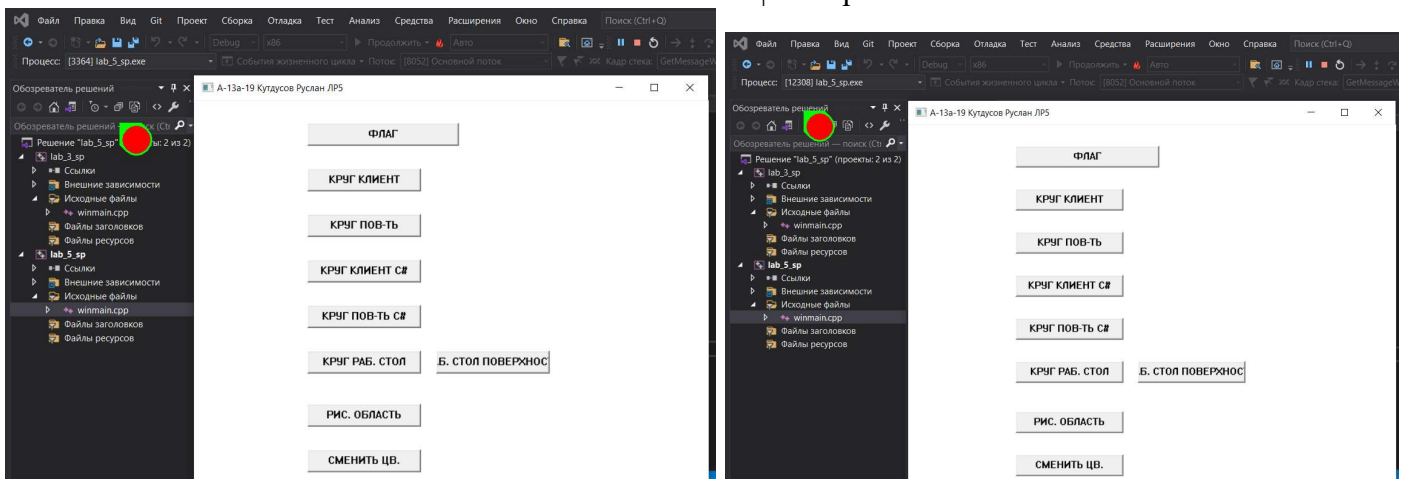 Файл Правка Вид Git Проект Сборка Отладка Тест Анализ Средства Расширения Окно Справка Поиск (Ctrl+Q)
Debug x86 Продолжить Авто
Процесс: [3364] lab_5_sp.exe События жизненного цикла Поток: [8052] Основной поток Кадр стека: GetMessageW
Обозреватель решений
Обозреватель решений
Решение "lab_5_sp" 2 из 2)
lab_3_sp
Ссылки
Внешние зависимости
Исходные файлы
winmain.cpp
Файлы заголовков
Файлы ресурсов
lab_5_sp
Ссылки
Внешние зависимости
Исходные файлы
winmain.cpp
Файлы заголовков
Файлы ресурсов
А-13а-19 Кутдусов Руслан ЛР5
ФЛАГ
КРУГ КЛИЕНТ
КРУГ ПОВ-ТЬ
КРУГ КЛИЕНТ C#
КРУГ ПОВ-ТЬ C#
КРУГ РАБ. СТОЛ Б. СТОЛ ПОВЕРХНОС
РИС. ОБЛАСТЬ
СМЕНИТЬ ЦВ.
Файл Правка Вид Git Проект Сборка Отладка Тест Анализ Средства Расширения Окно Справка Поиск (Ctrl+Q)
Debug x86 Продолжить Авто
Процесс: [12308] lab_5_sp.exe События жизненного цикла Поток: [8052] Основной поток Кадр стека: GetMessageW
Обозреватель решений
Обозреватель решений — поиск (Ctr
Решение "lab_5_sp" (проекты: 2 из 2)
lab_3_sp
Ссылки
Внешние зависимости
Исходные файлы
winmain.cpp
Файлы заголовков
Файлы ресурсов
lab_5_sp
Ссылки
Внешние зависимости
Исходные файлы
winmain.cpp
Файлы заголовков
Файлы ресурсов
А-13а-19 Кутдусов Руслан ЛР5
ФЛАГ
КРУГ КЛИЕНТ
КРУГ ПОВ-ТЬ
КРУГ КЛИЕНТ C#
КРУГ ПОВ-ТЬ C#
КРУГ РАБ. СТОЛ Б. СТОЛ ПОВЕРХНОС
РИС. ОБЛАСТЬ
СМЕНИТЬ ЦВ.